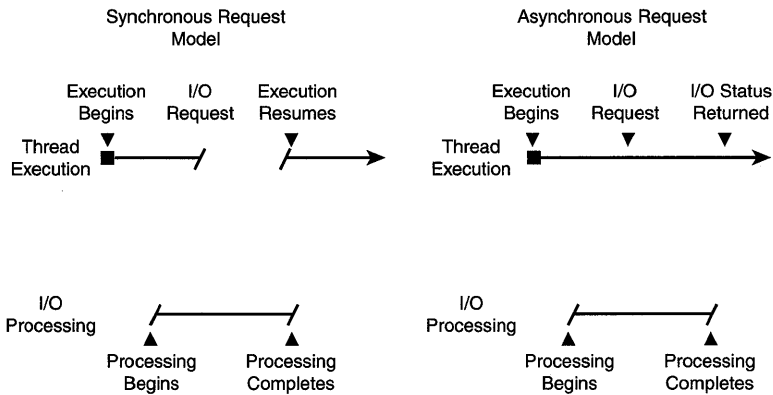 Synchronous Request
Model
Execution
Begins
I/O
Request
Execution
Resumes
Thread
Execution
I/O
Processing
Processing
Begins
Processing
Completes
Asynchronous Request
Model
Execution
Begins
I/O
Request
I/O Status
Returned
Thread
Execution
I/O
Processing
Processing
Begins
Processing
Completes